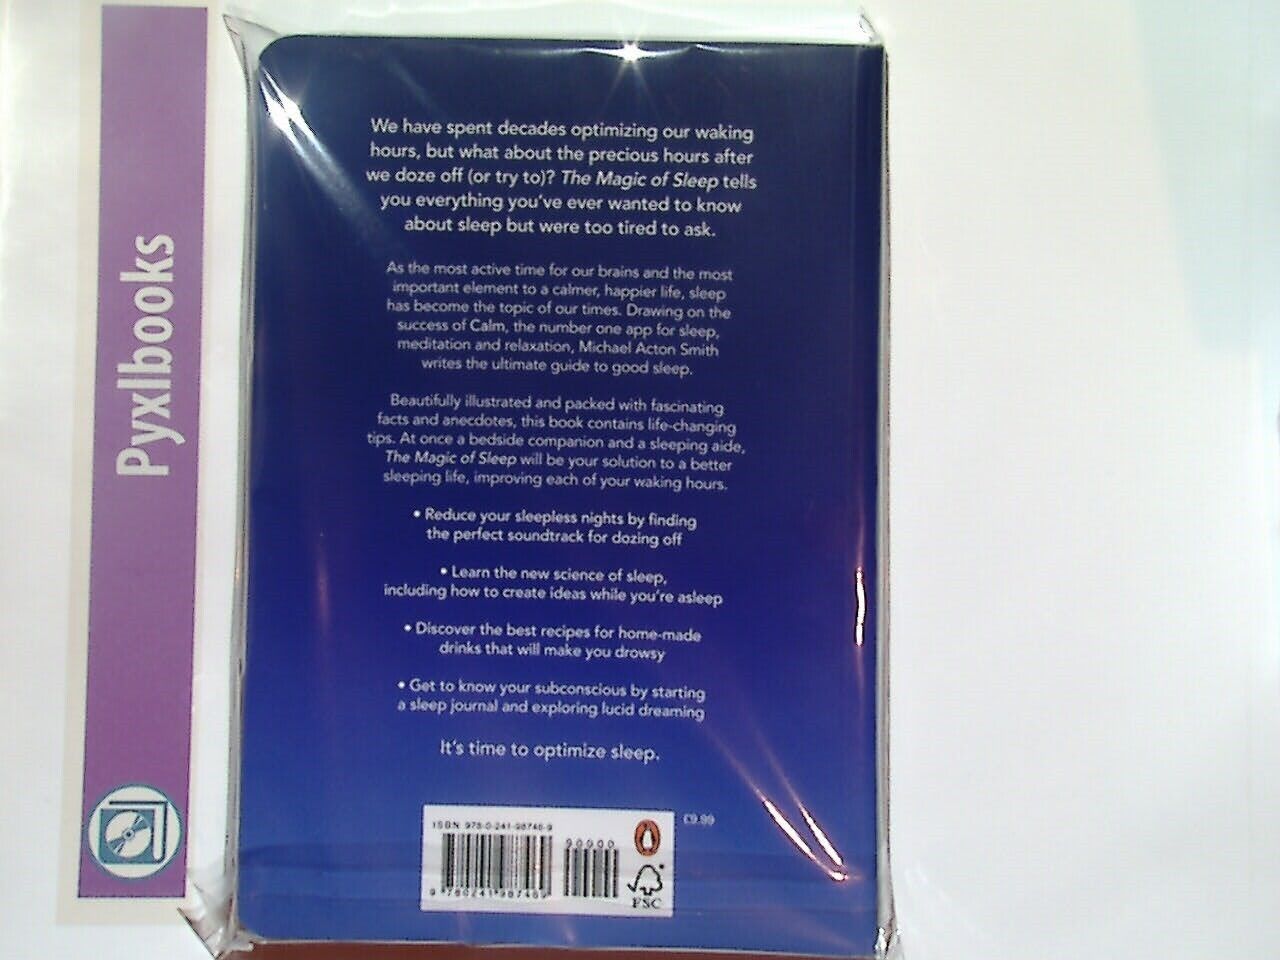 Pyxlbooks
We have spent decades optimizing our waking
hours, but what about the precious hours after
we doze off (or try to)? The Magic of Sleep tells
you everything you've ever wanted to know
about sleep but were too tired to ask.
As the most active time for our brains and the most
important element to a calmer, happier life, sleep
has become the topic of our times. Drawing on the
success of Calm, the number one app for sleep,
meditation and relaxation, Michael Acton Smith
writes the ultimate guide to good sleep.
Beautifully illustrated and packed with fascinating
facts and anecdotes, this book contains life-changing
tips. At once a bedside companion and a sleeping aide,
The Magic of Sleep will be your solution to a better
sleeping life, improving each of your waking hours.
• Reduce your sleepless nights by finding
the perfect soundtrack for dozing off
• Learn the new science of sleep,
including how to create ideas while you're asleep
• Discover the best recipes for home-made
drinks that will make you drowsy
• Get to know your subconscious by starting
a sleep journal and exploring lucid dreaming
It's time to optimize sleep.
£9.99
ISBN 978-0-241-98746-9
90000
9 780241 987469
FSC